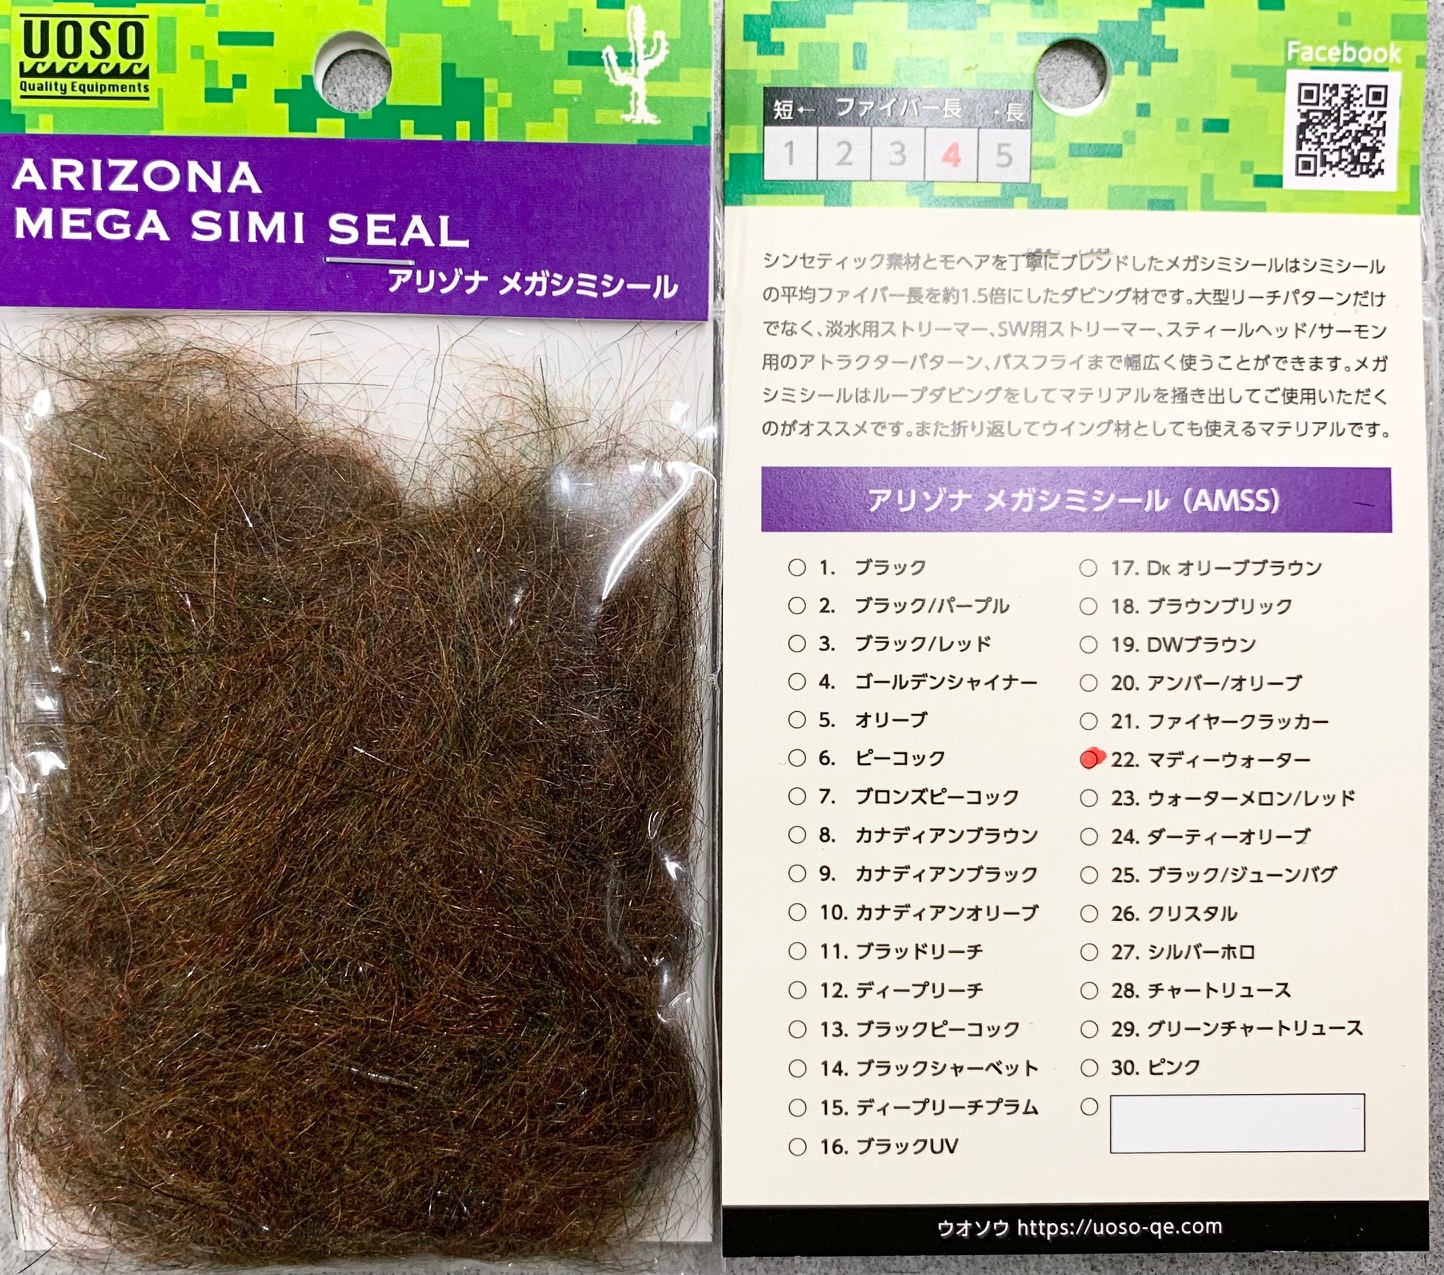 UOSO
Quality Equipments
ARIZONA
MEGA SIMI SEAL
アリゾナ メガシミシール
Facebook
短← ファイバー長 ・長
1 2 3 4 5
シンセティック素材とモヘアを丁寧にブレンドしたメガシミシールはシミシール
の平均ファイバー長を約1.5倍にしたダビング材です。大型リーチパターンだけ
でなく、淡水用ストリーマー、SW用ストリーマー、スティールヘッド/サーモン
用のアトラクターパターン、バスフライまで幅広く使うことができます。メガ
シミシールはループダビングをしてマテリアルを掻き出してご使用いただく
のがオススメです。また折り返してウイング材としても使えるマテリアルです。
アリゾナ メガシミシール（AMSS）
1. ブラック
2. ブラック/パープル
3. ブラック/レッド
4. ゴールデンシャイナー
5. オリーブ
6. ピーコック
7. ブロンズピーコック
8. カナディアンブラウン
9. カナディアンブラック
10. カナディアンオリーブ
11. ブラッドリーチ
12. ディープリーチ
13. ブラックピーコック
14. ブラックシャーベット
15. ディープリーチプラム
16. ブラックUV
17. Dk オリーブブラウン
18. ブラウンブリック
19. DWブラウン
20. アンバー/オリーブ
21. ファイヤークラッカー
22. マディーウォーター
23. ウォーターメロン/レッド
24. ダーティーオリーブ
25. ブラック/ジューンバグ
26. クリスタル
27. シルバーホロ
28. チャートリュース
29. グリーンチャートリュース
30. ピンク
ウオソウ https://uoso-qe.com